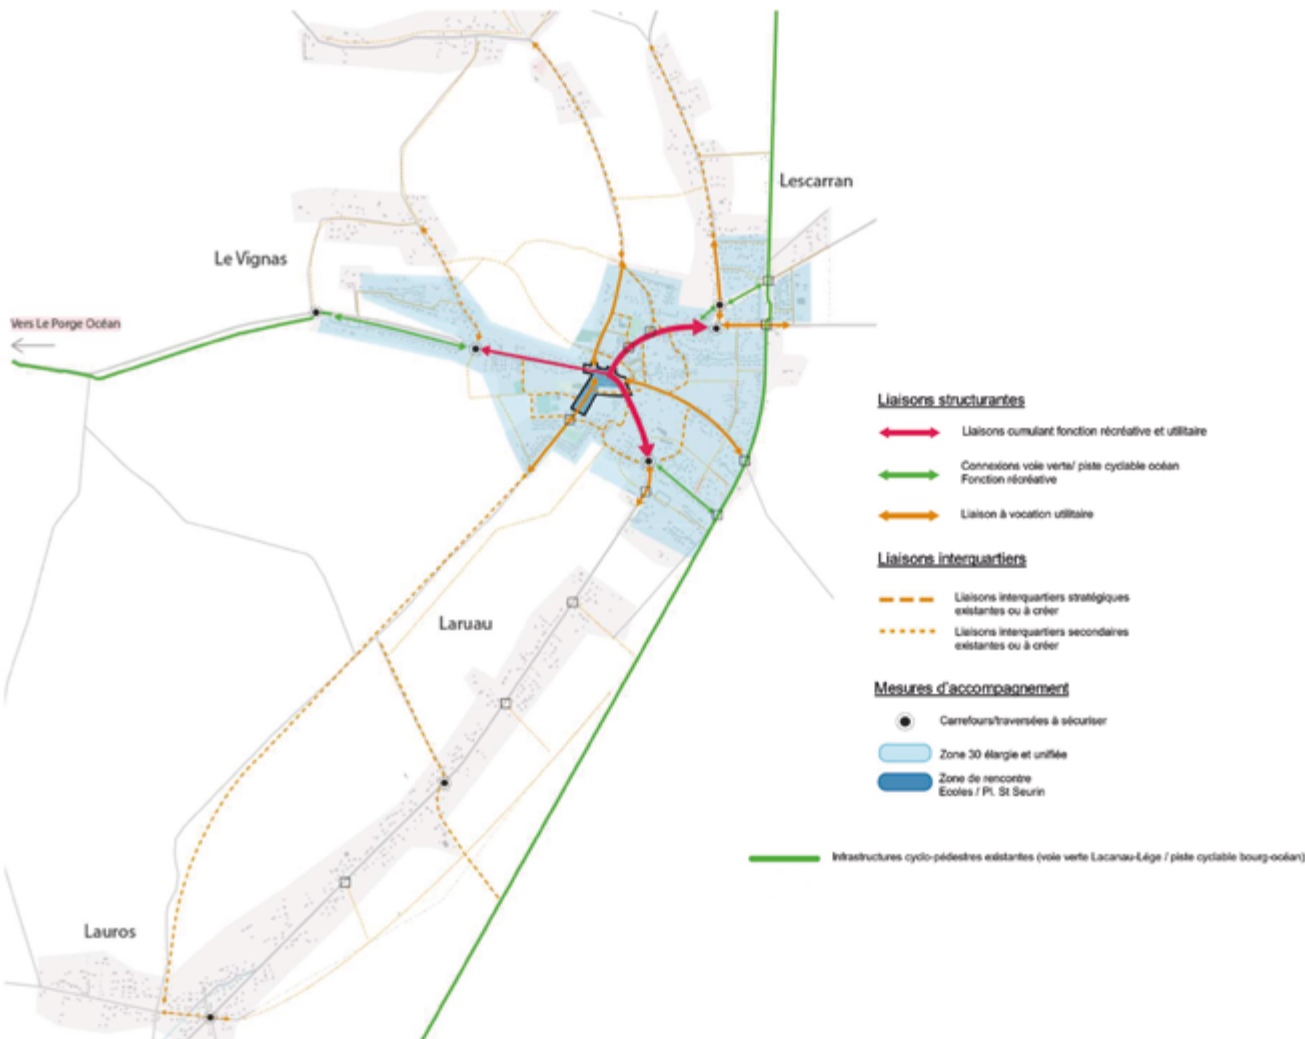 Lescarran
Le Vignas
Vers Le Porge Océan
Laruau
Lauros
Liaisons structurantes
Liaisons cumulant fonction récréative et utilitaire
Connexions voie verte/ piste cyclable océan
Fonction récréative
Liaison à vocation utilitaire
Liaisons interquartiers
Liaisons interquartiers stratégiques
existantes ou à créer
Liaisons interquartiers secondaires
existantes ou à créer
Mesures d'accompagnement
Carrefours/traversées à sécuriser
Zone 30 élargie et unifiée
Zone de rencontre
Ecoles / Pl. St Seurin
Infrastructures cyclo-pédestres existantes (voie verte Lacanau-Lège / piste cyclable bourg-océan)